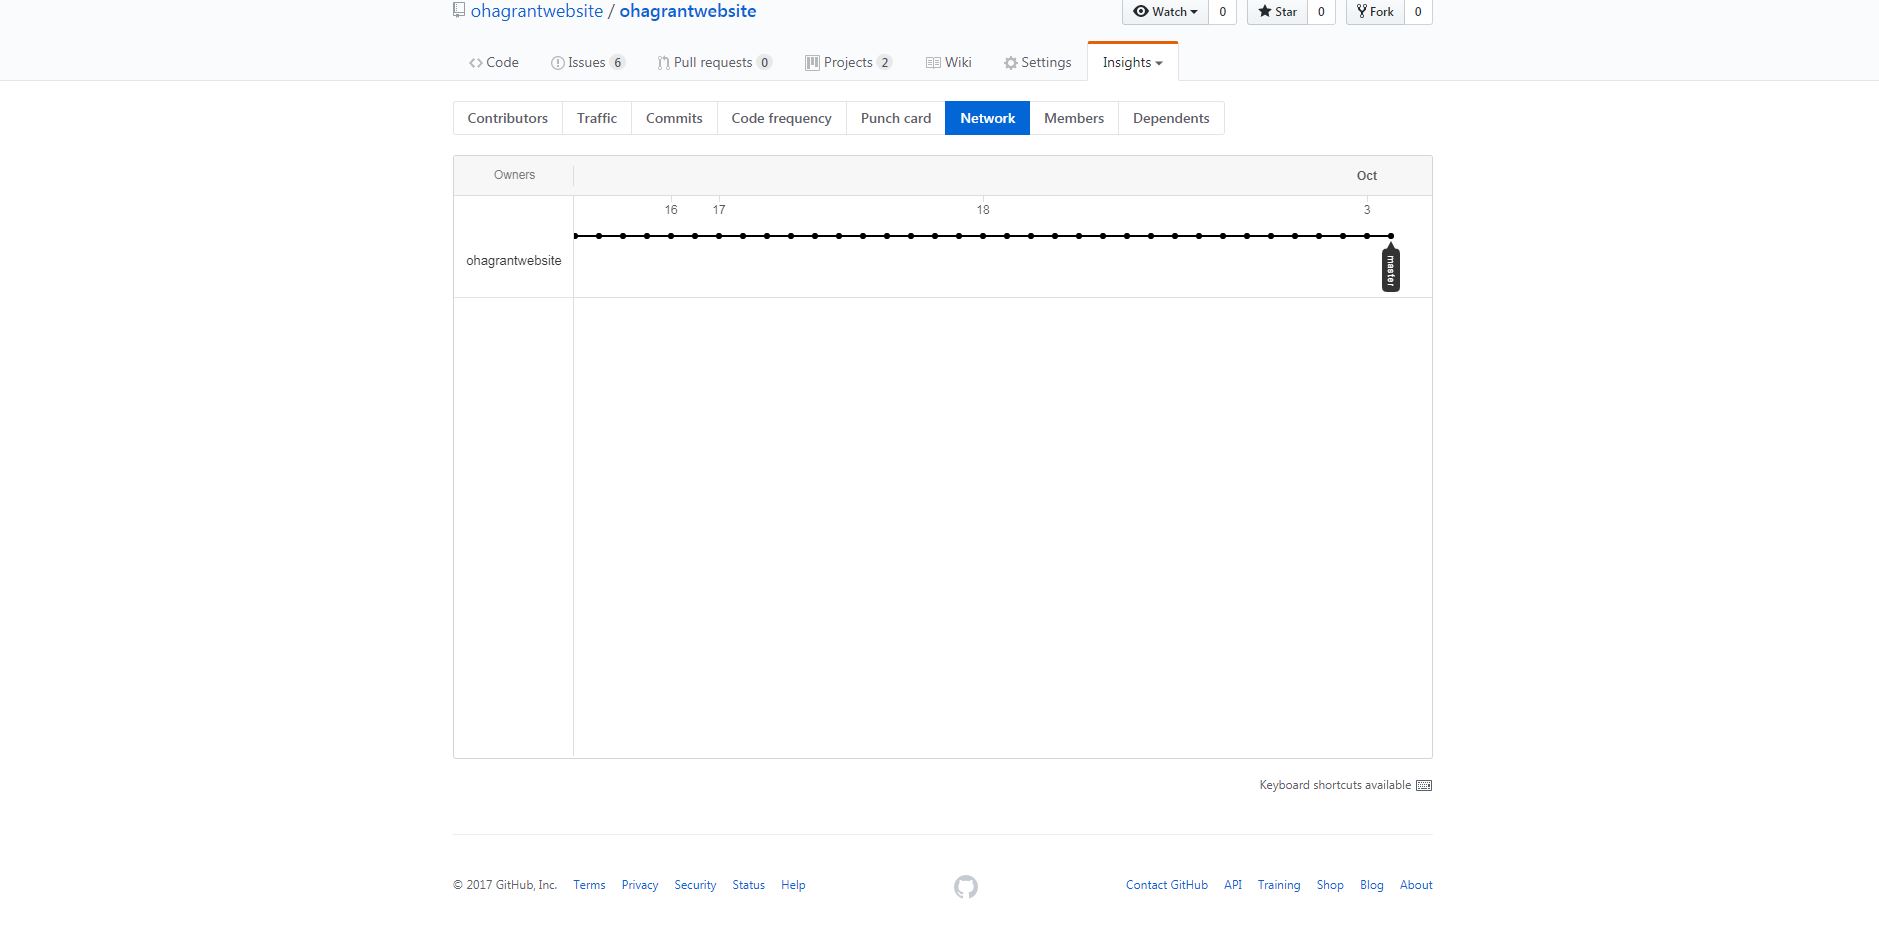 ohagrantwebsite / ohagrantwebsite
Watch 0 Star 0 Fork 0
Code Issues 6 Pull requests 0 Projects 2 Wiki Settings Insights
Contributors Traffic Commits Code frequency Punch card Network Members Dependents
Owners Oct
16 17 18 3
ohagrantwebsite
master
Keyboard shortcuts available
© 2017 GitHub, Inc. Terms Privacy Security Status Help Contact GitHub API Training Shop Blog About